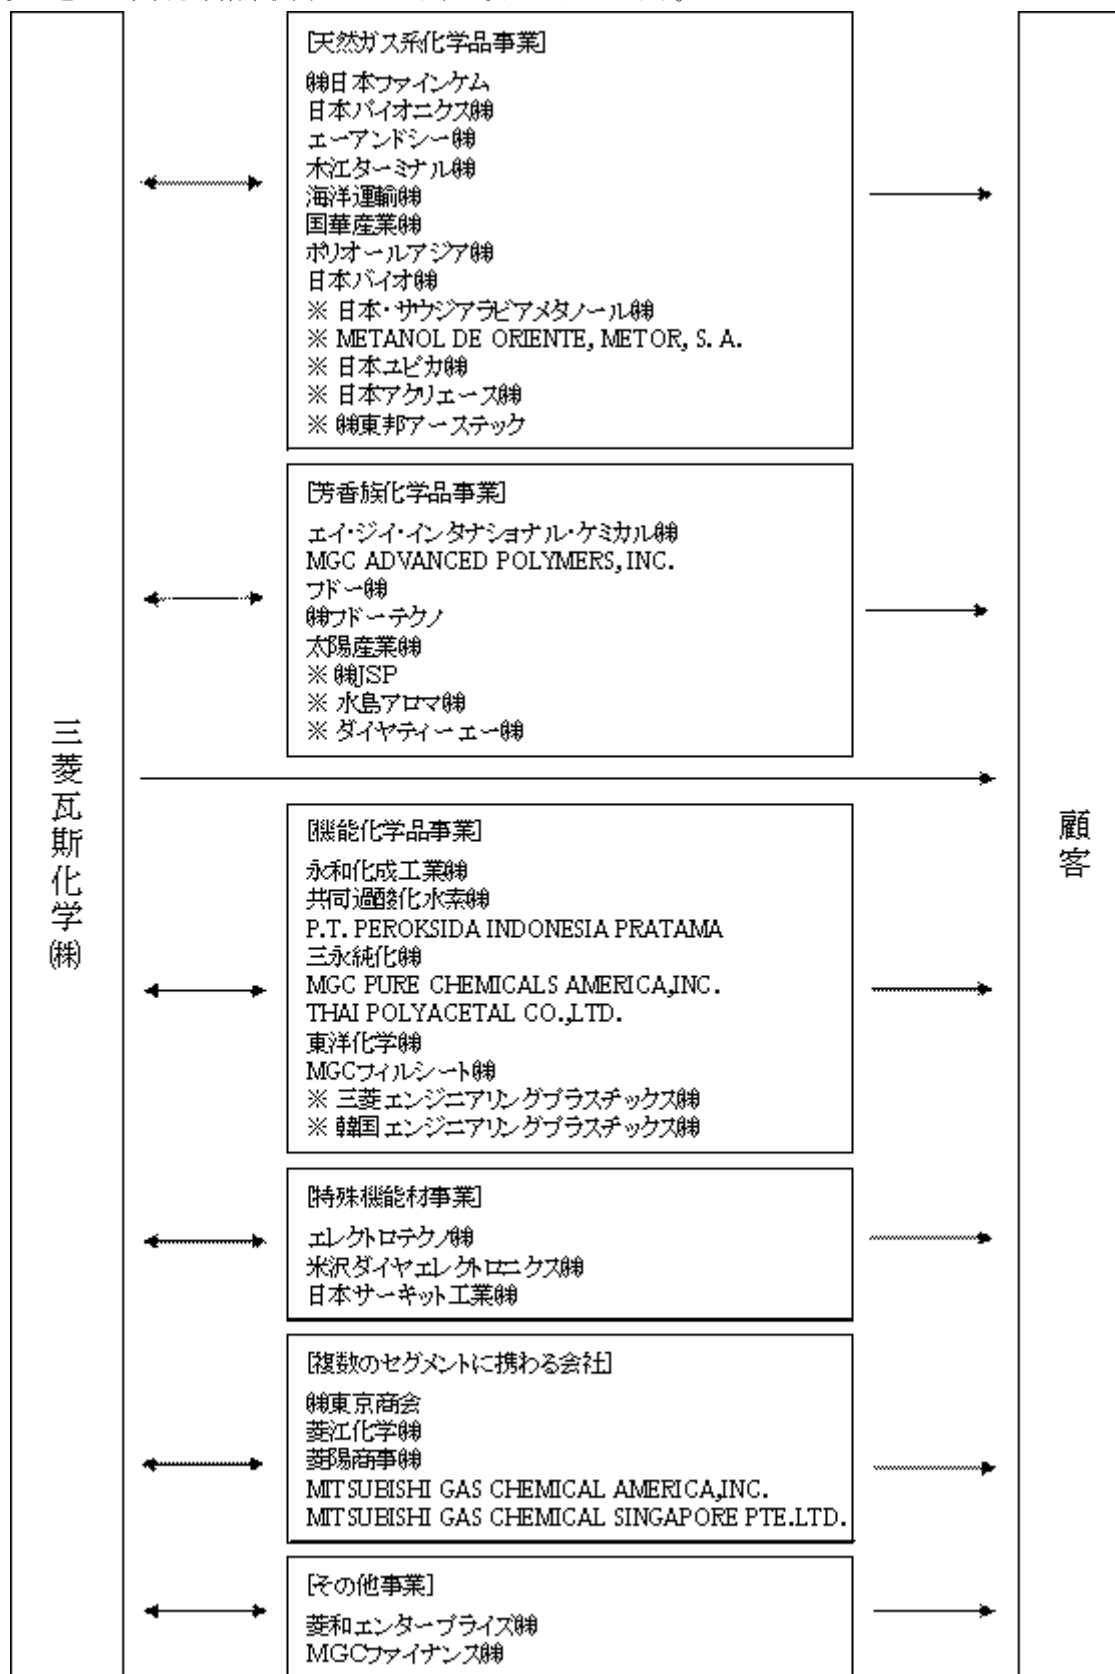 [天然ガス系化学品事業]
㈱日本ファインケム
日本バイオニクス㈱
エーアンドシー㈱
木江ターミナル㈱
海洋運輸㈱
国華産業㈱
ポリオールアジア㈱
日本バイオ㈱
※ 日本・サウジアラビアメタノール㈱
※ METANOL DE ORIENTE, METOR, S. A.
※ 日本ユピカ㈱
※ 日本アクリエース㈱
※ ㈱東邦アーステック
[芳香族化学品事業]
エイ・ジイ・インタナショナル・ケミカル㈱
MGC ADVANCED POLYMERS, INC.
フドー㈱
㈱フドーテクノ
太陽産業㈱
※ ㈱JSP
※ 水島アロマ㈱
※ ダイヤティーエー㈱
三菱瓦斯化学㈱
顧客
[機能化学品事業]
永和化成工業㈱
共同過酸化水素㈱
P.T. PEROKSIDA INDONESIA PRATAMA
三永純化㈱
MGC PURE CHEMICALS AMERICA,INC.
THAI POLYACETAL CO.,LTD.
東洋化学㈱
MGCフィルシート㈱
※ 三菱エンジニアリングプラスチックス㈱
※ 韓国エンジニアリングプラスチックス㈱
[特殊機能材事業]
エレクトロテクノ㈱
米沢ダイヤエレクトロニクス㈱
日本サーキット工業㈱
[複数のセグメントに携わる会社]
㈱東京商会
菱江化学㈱
菱陽商事㈱
MITSUBISHI GAS CHEMICAL AMERICA,INC.
MITSUBISHI GAS CHEMICAL SINGAPORE PTE.LTD.
[その他事業]
菱和エンタープライズ㈱
MGCファイナンス㈱